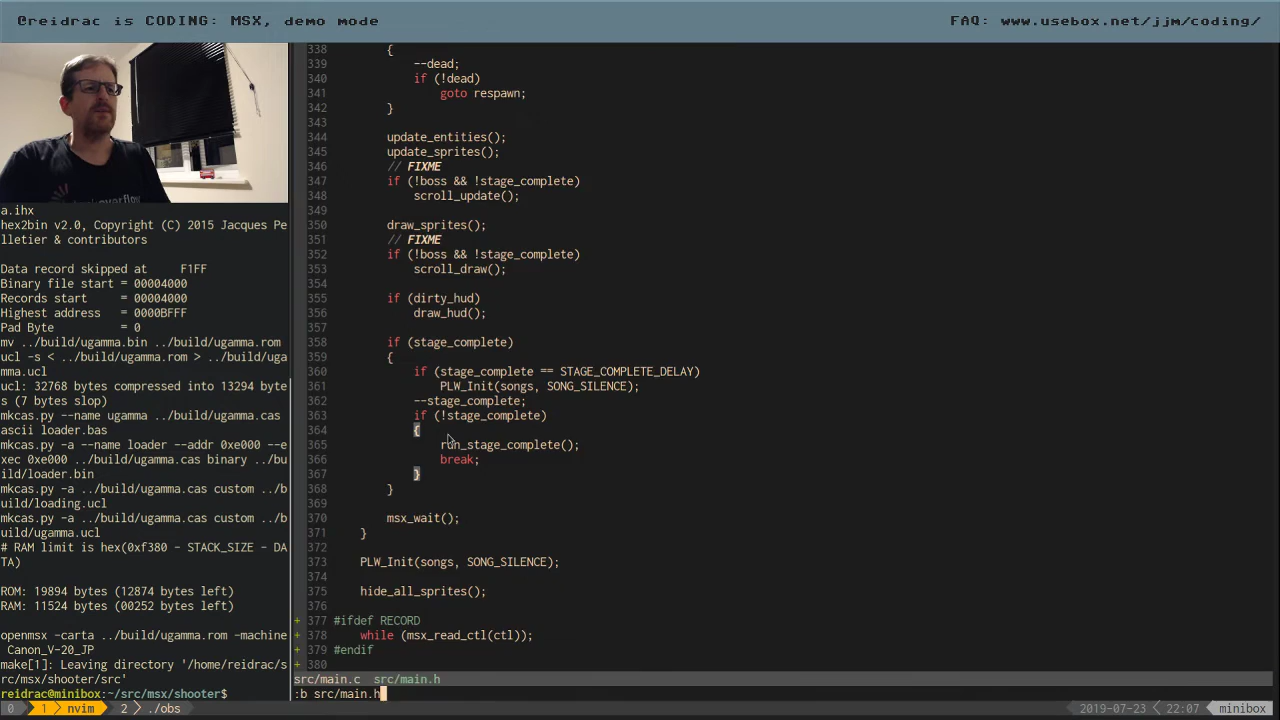 @reidrac is CODING: MSX, demo mode
FAQ: www.usebox.net/jjm/coding/
a.ihx
hex2bin v2.0, Copyright (C) 2015 Jacques Pe
lletier & contributors
Data record skipped at     F1FF
Binary file start = 00004000
Records start     = 00004000
Highest address   = 0000BFFF
Pad Byte          = 0
mv ../build/ugamma.bin ../build/ugamma.rom
ucl -s < ../build/ugamma.rom > ../build/uga
mma.ucl
ucl: 32768 bytes compressed into 13294 byte
s (7 bytes slop)
mkcas.py --name ugamma ../build/ugamma.cas
ascii loader.bas
mkcas.py -a --name loader --addr 0xe000 --e
xec 0xe000 ../build/ugamma.cas binary ../bu
ild/loader.bin
mkcas.py -a ../build/ugamma.cas custom ../b
uild/loading.ucl
mkcas.py -a ../build/ugamma.cas custom ../b
uild/ugamma.ucl
# RAM limit is hex(0xf380 - STACK_SIZE - DA
TA)
ROM: 19894 bytes (12874 bytes left)
RAM: 11524 bytes (00252 bytes left)
openmsx -carta ../build/ugamma.rom -machine
 Canon_V-20_JP
make[1]: Leaving directory '/home/reidrac/s
rc/msx/shooter/src'
reidrac@minibox:~/src/msx/shooter$
338         {
339             --dead;
340             if (!dead)
341                 goto respawn;
342         }
343
344         update_entities();
345         update_sprites();
346         // FIXME
347         if (!boss && !stage_complete)
348             scroll_update();
349
350         draw_sprites();
351         // FIXME
352         if (!boss && !stage_complete)
353             scroll_draw();
354
355         if (dirty_hud)
356             draw_hud();
357
358         if (stage_complete)
359         {
360             if (stage_complete == STAGE_COMPLETE_DELAY)
361                 PLW_Init(songs, SONG_SILENCE);
362             --stage_complete;
363             if (!stage_complete)
364             {
365                 run_stage_complete();
366                 break;
367             }
368         }
369
370         msx_wait();
371     }
372
373     PLW_Init(songs, SONG_SILENCE);
374
375     hide_all_sprites();
376
+ 377 #ifdef RECORD
+ 378     while (msx_read_ctl(ctl));
+ 379 #endif
+ 380
src/main.c  src/main.h
:b src/main.h
0  1  nvim  2  ./obs
2019-07-23  22:07  minibox